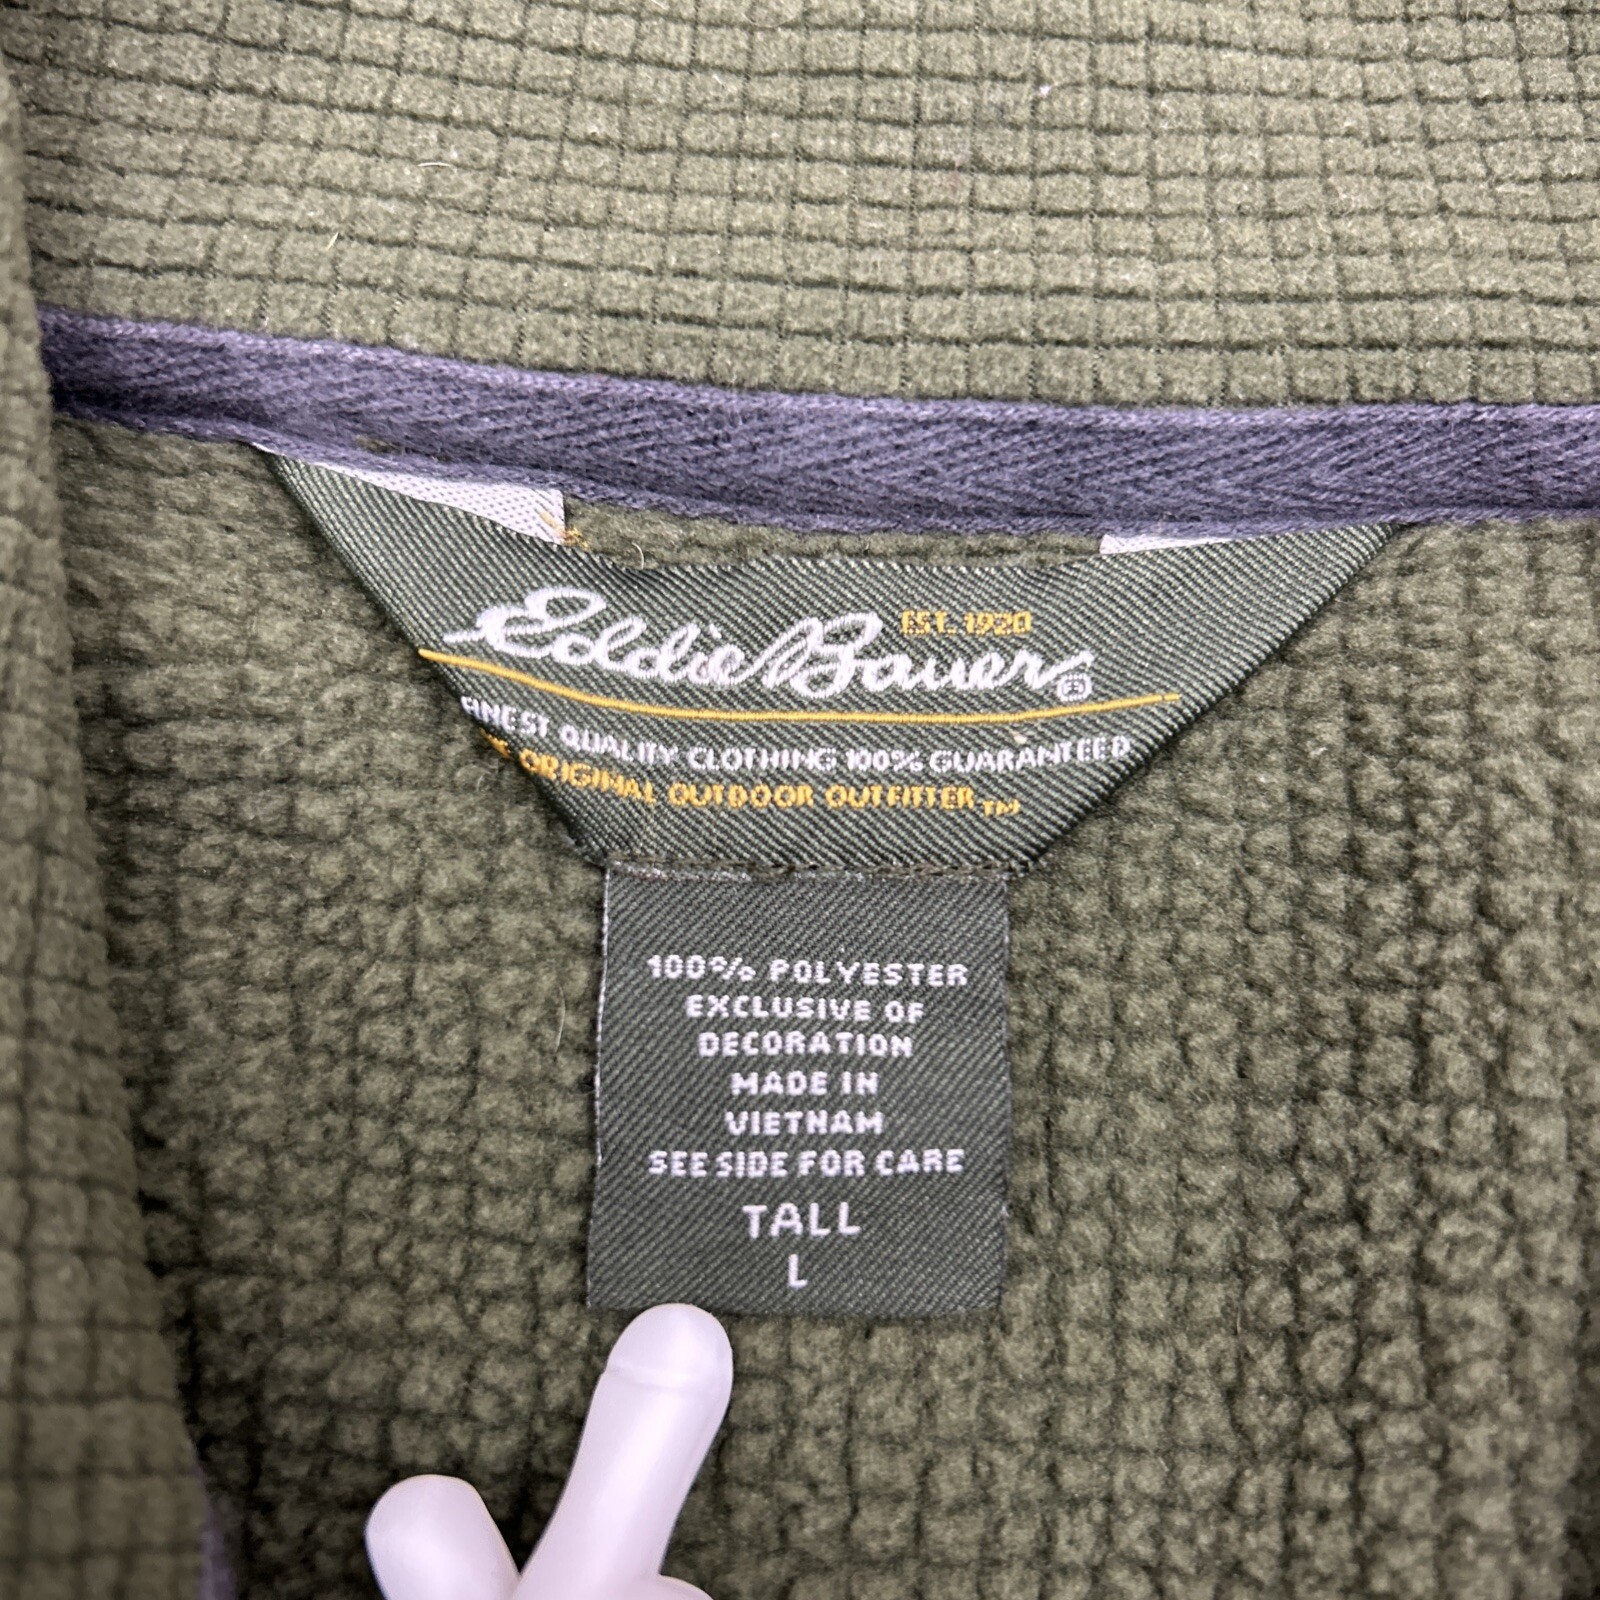 EST. 1920
Eddie Bauer®
FINEST QUALITY CLOTHING 100% GUARANTEED
ORIGINAL OUTDOOR OUTFITTER TM
100% POLYESTER
EXCLUSIVE OF
DECORATION
MADE IN
VIETNAM
SEE SIDE FOR CARE
TALL
L